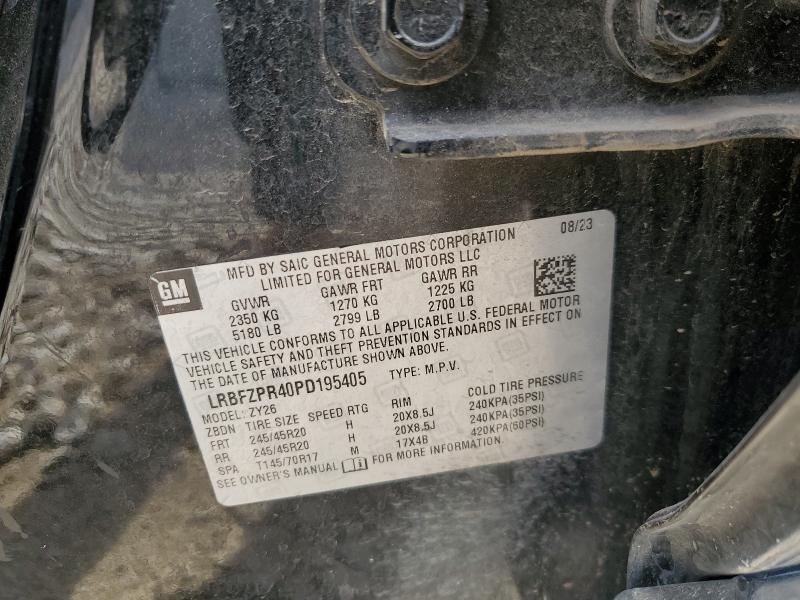 08/23
GM
MFD BY SAIC GENERAL MOTORS CORPORATION
LIMITED FOR GENERAL MOTORS LLC
GVWR GAWR FRT GAWR RR
2350 KG 1270 KG 1225 KG
5180 LB 2799 LB 2700 LB
THIS VEHICLE CONFORMS TO ALL APPLICABLE U.S. FEDERAL MOTOR
VEHICLE SAFETY AND THEFT PREVENTION STANDARDS IN EFFECT ON
THE DATE OF MANUFACTURE SHOWN ABOVE.
LRBFZPR40PD195405 TYPE: M.P.V.
MODEL: ZY26
ZBDN TIRE SIZE SPEED RTG RIM COLD TIRE PRESSURE
FRT 245/45R20 H 20X8.5J 240KPA(35PSI)
RR 245/45R20 H 20X8.5J 240KPA(35PSI)
SPA T145/70R17 M 17X4B 420KPA(60PSI)
SEE OWNER'S MANUAL FOR MORE INFORMATION.